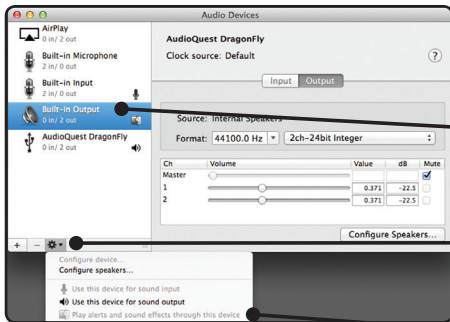 Audio Devices
AirPlay
0 in/ 2 out
Built-in Microphone
2 in/ 0 out
Built-in Input
2 in/ 0 out
Built-in Output
0 in/ 2 out
AudioQuest DragonFly
0 in/ 2 out
AudioQuest DragonFly
Clock source: Default
?
Input Output
Source: Internal Speakers
Format: 44100.0 Hz 2ch-24bit Integer
Ch Volume Value dB Mute
Master
1 0.371 -22.5
2 0.371 -22.5
Configure Speakers...
+ −
Configure device...
Configure speakers...
Use this device for sound input
Use this device for sound output
Play alerts and sound effects through this device